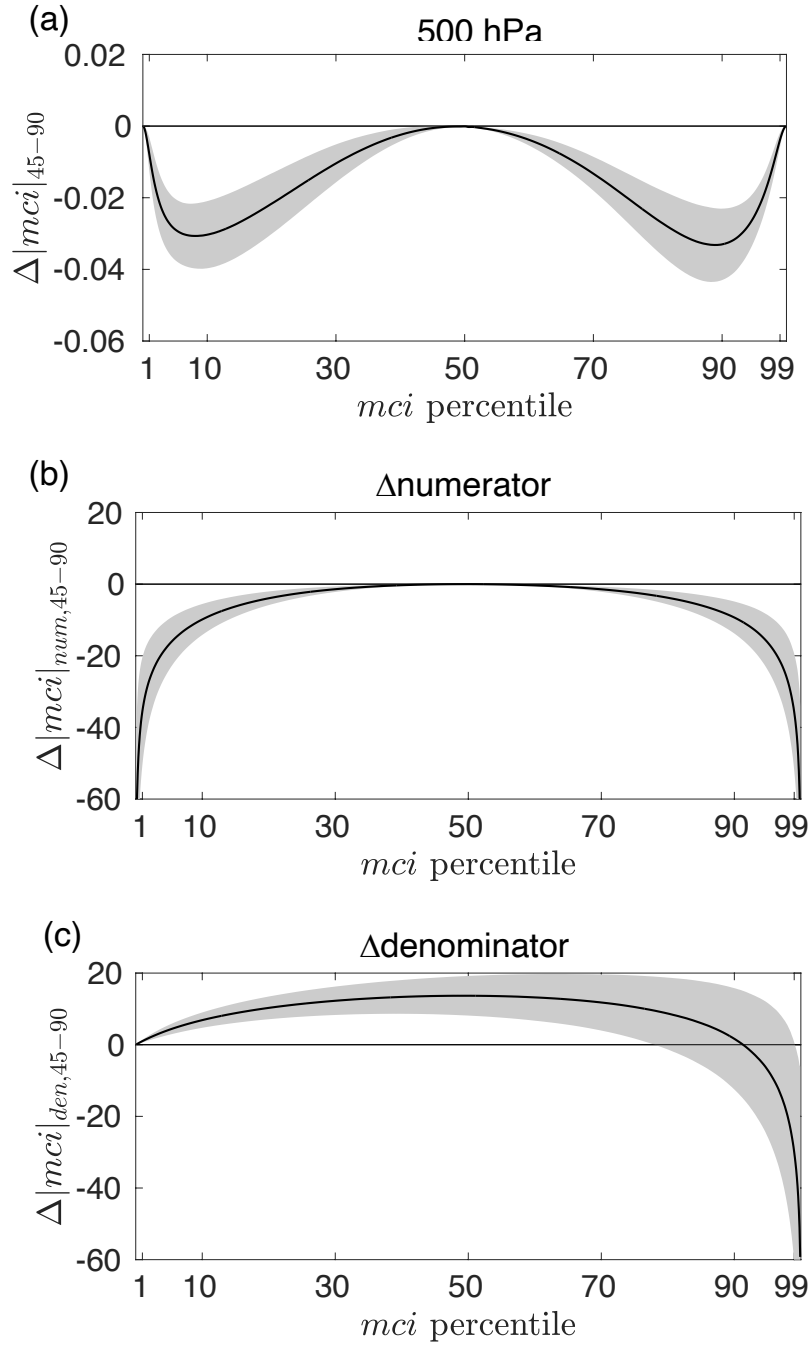 (a)
500 hPa
0.02
0
-0.02
-0.04
-0.06
Δ|mci|45−90
1 10 30 50 70 90 99
mci percentile
(b)
Δnumerator
20
0
-20
-40
-60
Δ|mci|num,45−90
1 10 30 50 70 90 99
mci percentile
(c)
Δdenominator
20
0
-20
-40
-60
Δ|mci|den,45−90
1 10 30 50 70 90 99
mci percentile